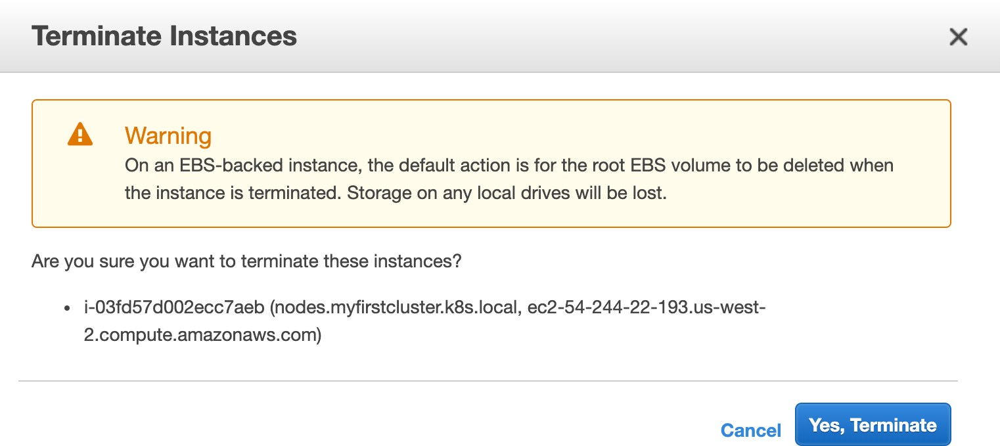 Terminate Instances
Warning
On an EBS-backed instance, the default action is for the root EBS volume to be deleted when
the instance is terminated. Storage on any local drives will be lost.
Are you sure you want to terminate these instances?
• i-03fd57d002ecc7aeb (nodes.myfirstcluster.k8s.local, ec2-54-244-22-193.us-west-
2.compute.amazonaws.com)
Cancel
Yes, Terminate